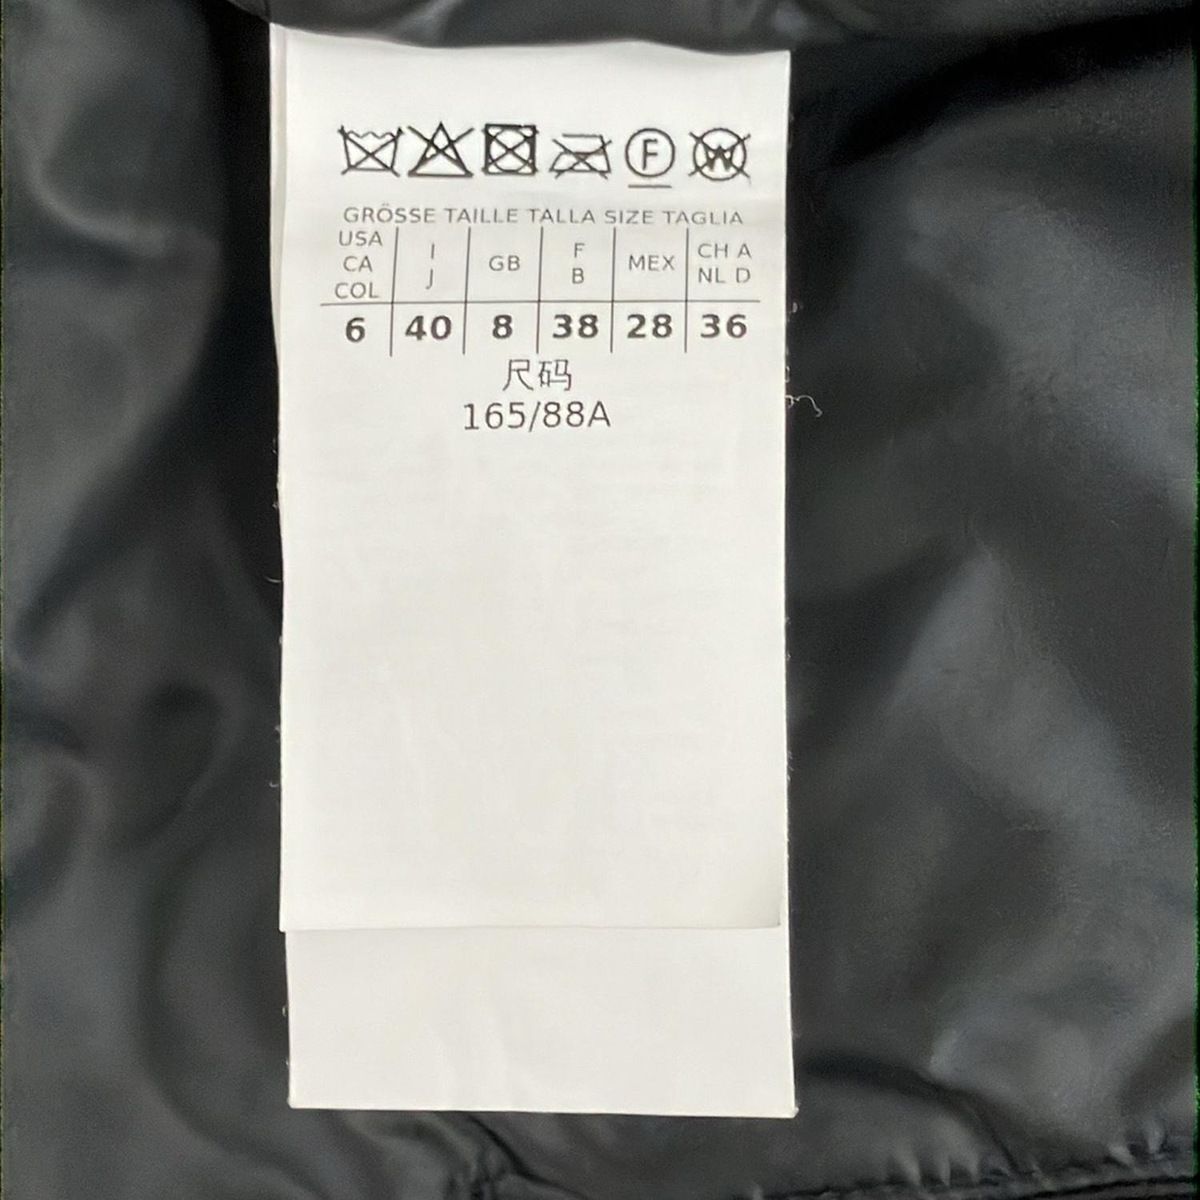 F W
GRÖSSE TAILLE TALLA SIZE TAGLIA
USA CA COL I J GB F B MEX CH A NL D
6 40 8 38 28 36
尺码
165/88A